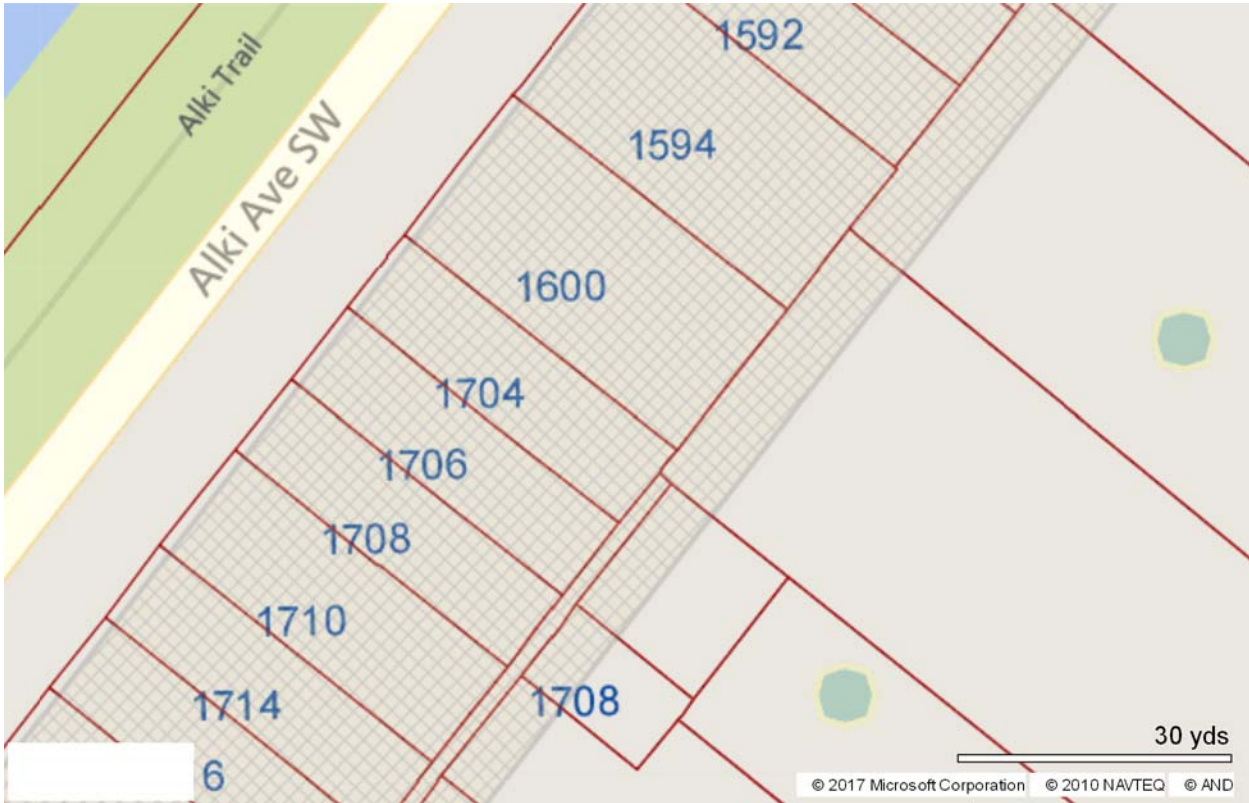 1592
Alki Trail
1594
Alki Ave SW
1600
1704
1706
1708
1710
1714
1708
6
30 yds
© 2017 Microsoft Corporation © 2010 NAVTEQ © AND